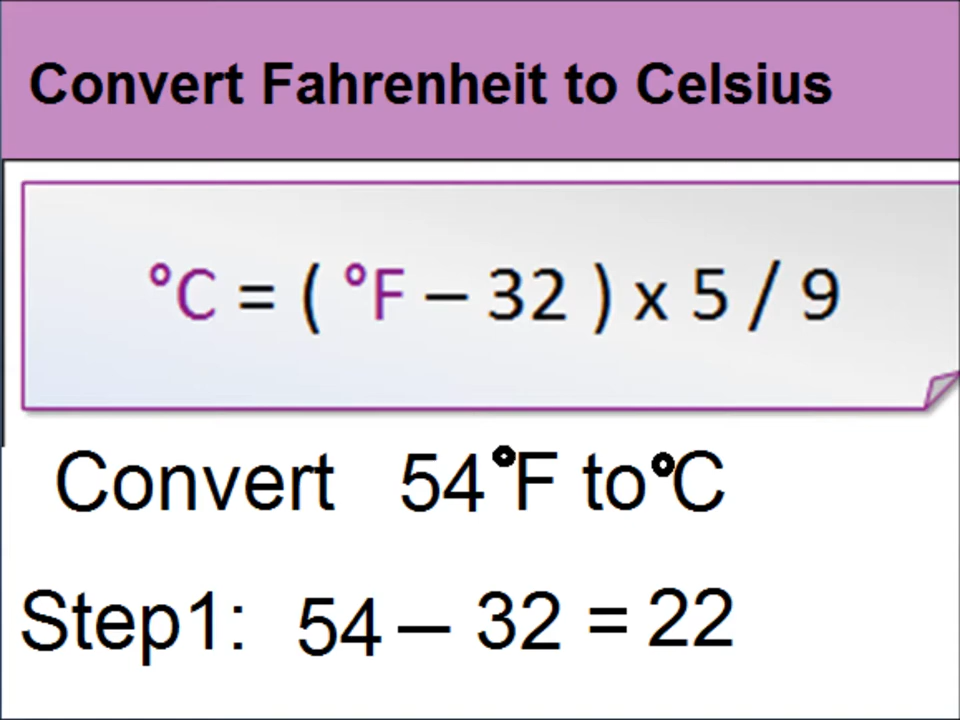 Convert Fahrenheit to Celsius
°C = ( °F – 32 ) x 5 / 9
Convert 54°F to°C
Step1: 54 – 32 = 22